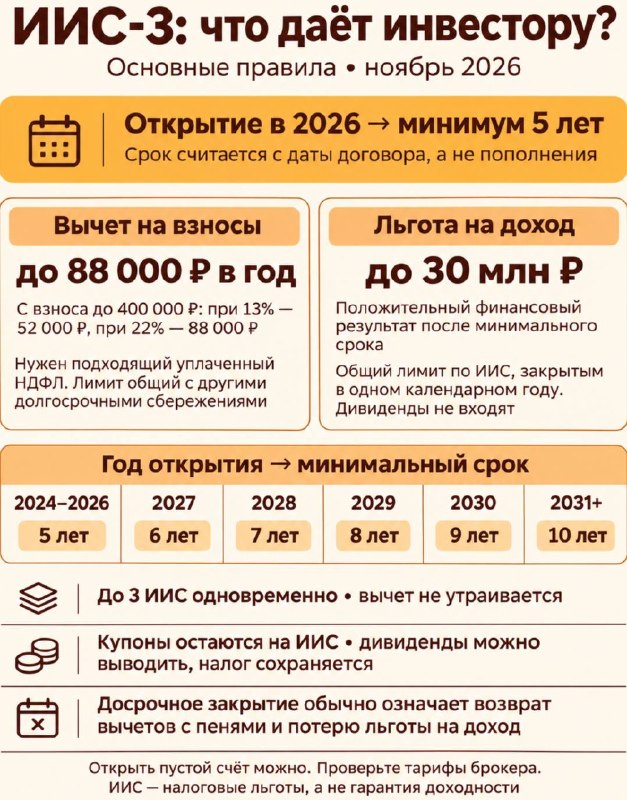 ИИС-3: что даёт инвестору?
Основные правила • ноябрь 2026
Открытие в 2026 → минимум 5 лет
Срок считается с даты договора, а не пополнения
Вычет на взносы
до 88 000 ₽ в год
С взноса до 400 000 ₽: при 13% —
52 000 ₽, при 22% — 88 000 ₽
Нужен подходящий уплаченный
НДФЛ. Лимит общий с другими
долгосрочными сбережениями
Льгота на доход
до 30 млн ₽
Положительный финансовый
результат после минимального
срока
Общий лимит по ИИС, закрытым
в одном календарном году.
Дивиденды не входят
Год открытия → минимальный срок
2024–2026 2027 2028 2029 2030 2031+
5 лет 6 лет 7 лет 8 лет 9 лет 10 лет
До 3 ИИС одновременно • вычет не утраивается
Купоны остаются на ИИС • дивиденды можно
выводить, налог сохраняется
Досрочное закрытие обычно означает возврат
вычетов с пенями и потерю льготы на доход
Открыть пустой счёт можно. Проверьте тарифы брокера.
ИИС — налоговые льготы, а не гарантия доходности